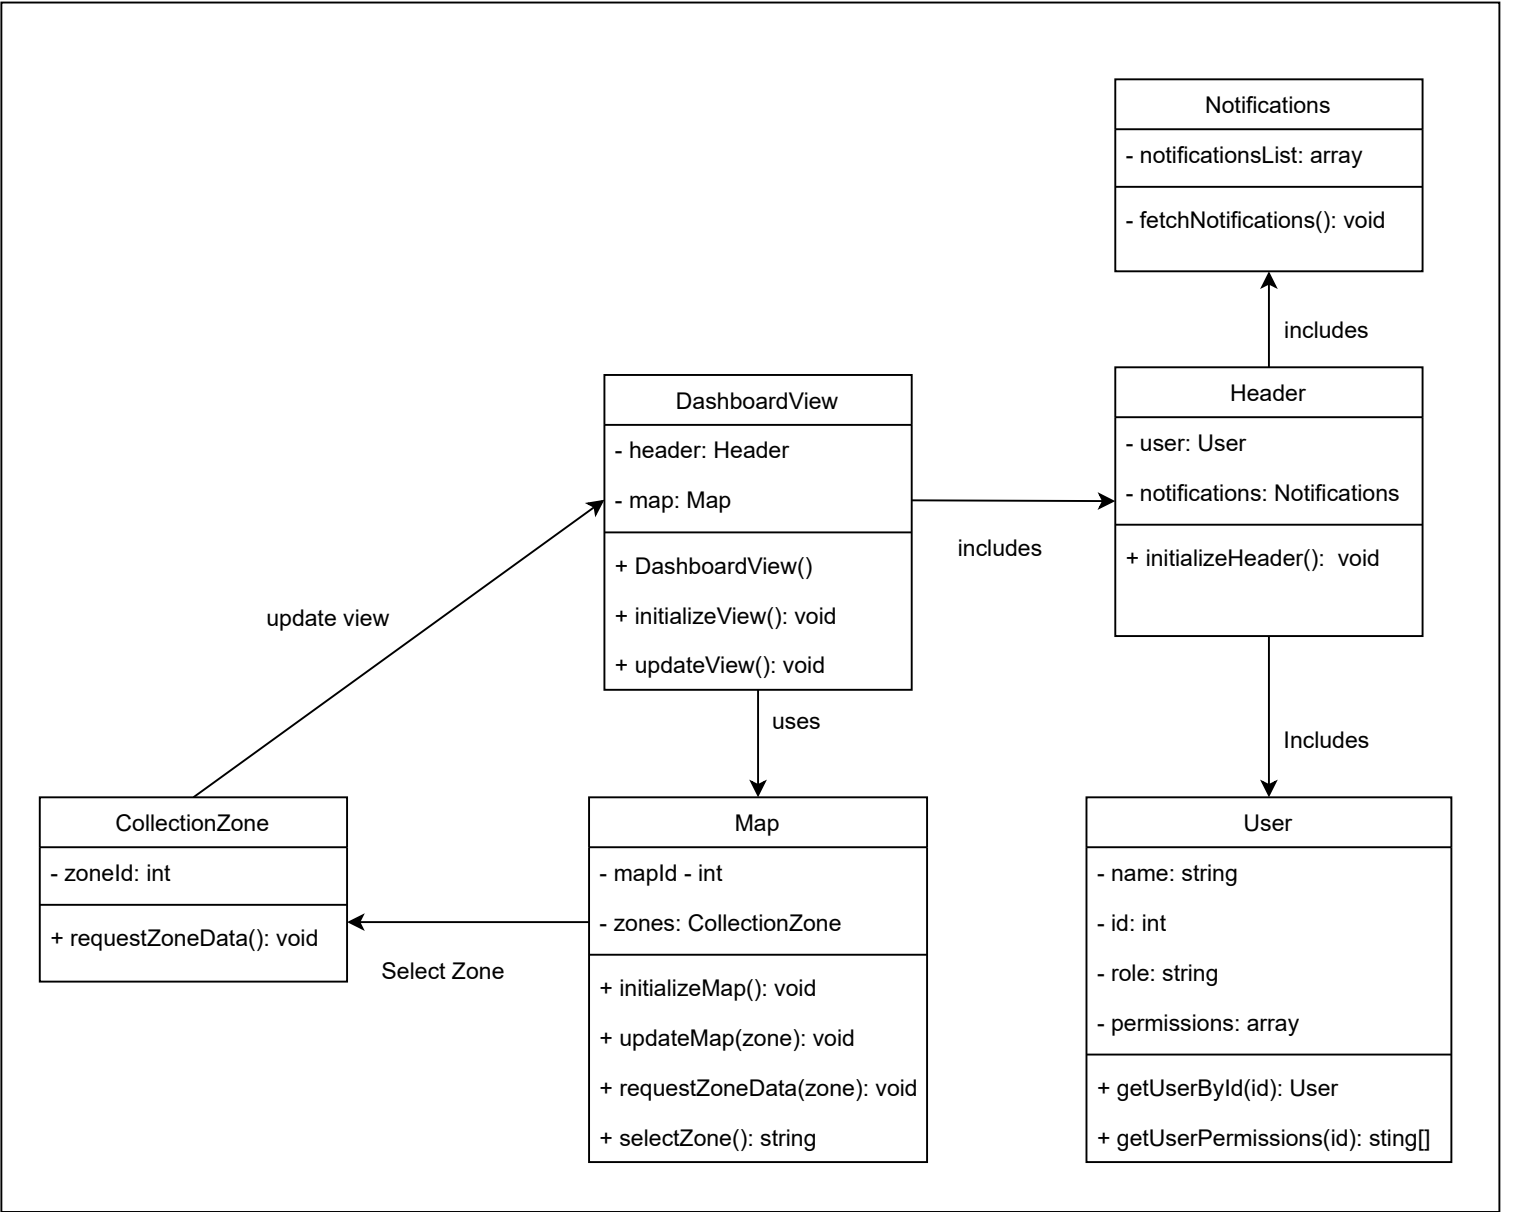 Notifications
- notificationsList: array
- fetchNotifications(): void
includes
DashboardView
- header: Header
- map: Map
+ DashboardView()
+ initializeView(): void
+ updateView(): void
includes
Header
- user: User
- notifications: Notifications
+ initializeHeader():  void
update view
uses
Includes
CollectionZone
- zoneId: int
+ requestZoneData(): void
Select Zone
Map
- mapId - int
- zones: CollectionZone
+ initializeMap(): void
+ updateMap(zone): void
+ requestZoneData(zone): void
+ selectZone(): string
User
- name: string
- id: int
- role: string
- permissions: array
+ getUserById(id): User
+ getUserPermissions(id): sting[]